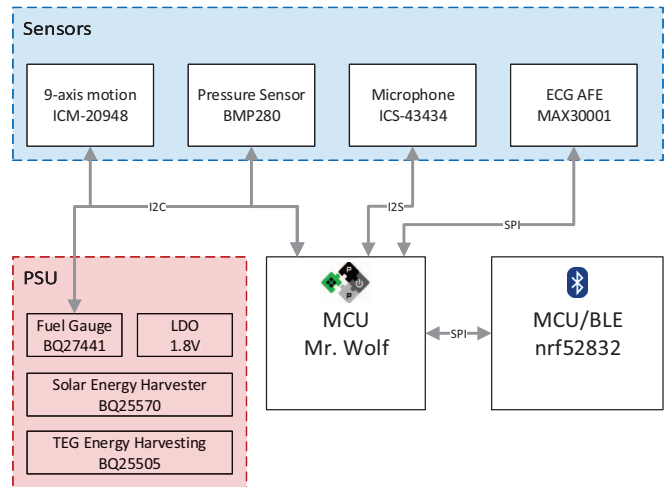 Sensors
9-axis motion
ICM-20948
Pressure Sensor
BMP280
Microphone
ICS-43434
ECG AFE
MAX30001
I2C
I2S
SPI
PSU
Fuel Gauge
BQ27441
LDO
1.8V
Solar Energy Harvester
BQ25570
TEG Energy Harvesting
BQ25505
P
P
MCU
Mr. Wolf
SPI
MCU/BLE
nrf52832